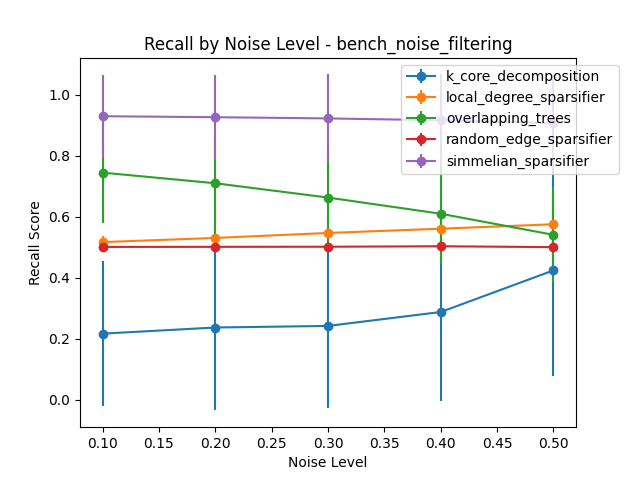 Recall by Noise Level - bench_noise_filtering
k_core_decomposition
local_degree_sparsifier
overlapping_trees
random_edge_sparsifier
simmelian_sparsifier
Recall Score
1.0
0.8
0.6
0.4
0.2
0.0
0.10 0.15 0.20 0.25 0.30 0.35 0.40 0.45 0.50
Noise Level